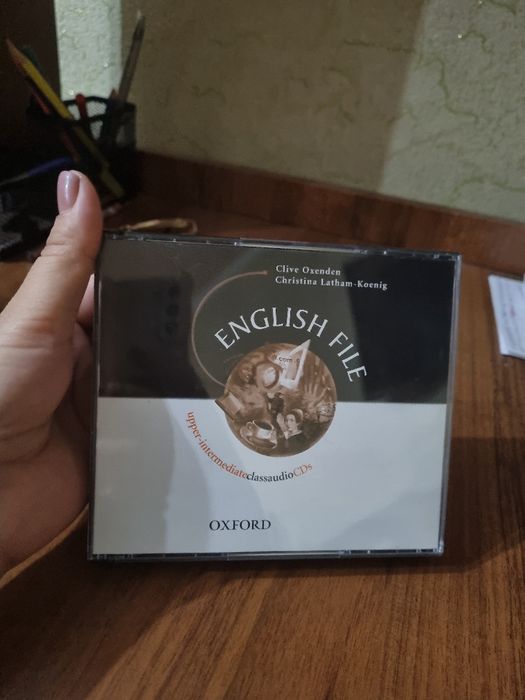 Clive Oxenden
Christina Latham-Koenig
ENGLISH FILE
upper-intermediateclassaudioCDs
OXFORD